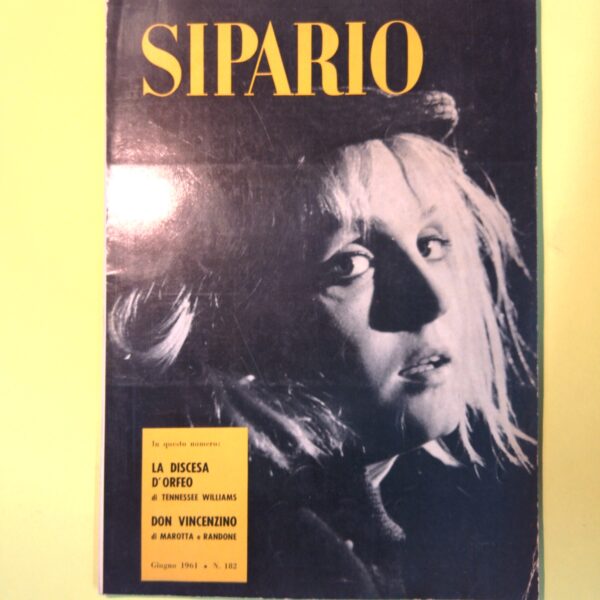 SIPARIO
In questo numero:
LA DISCESA
D'ORFEO
di TENNESSEE WILLIAMS
DON VINCENZINO
di MAROTTA e RANDONE
Giugno 1961 • N. 182